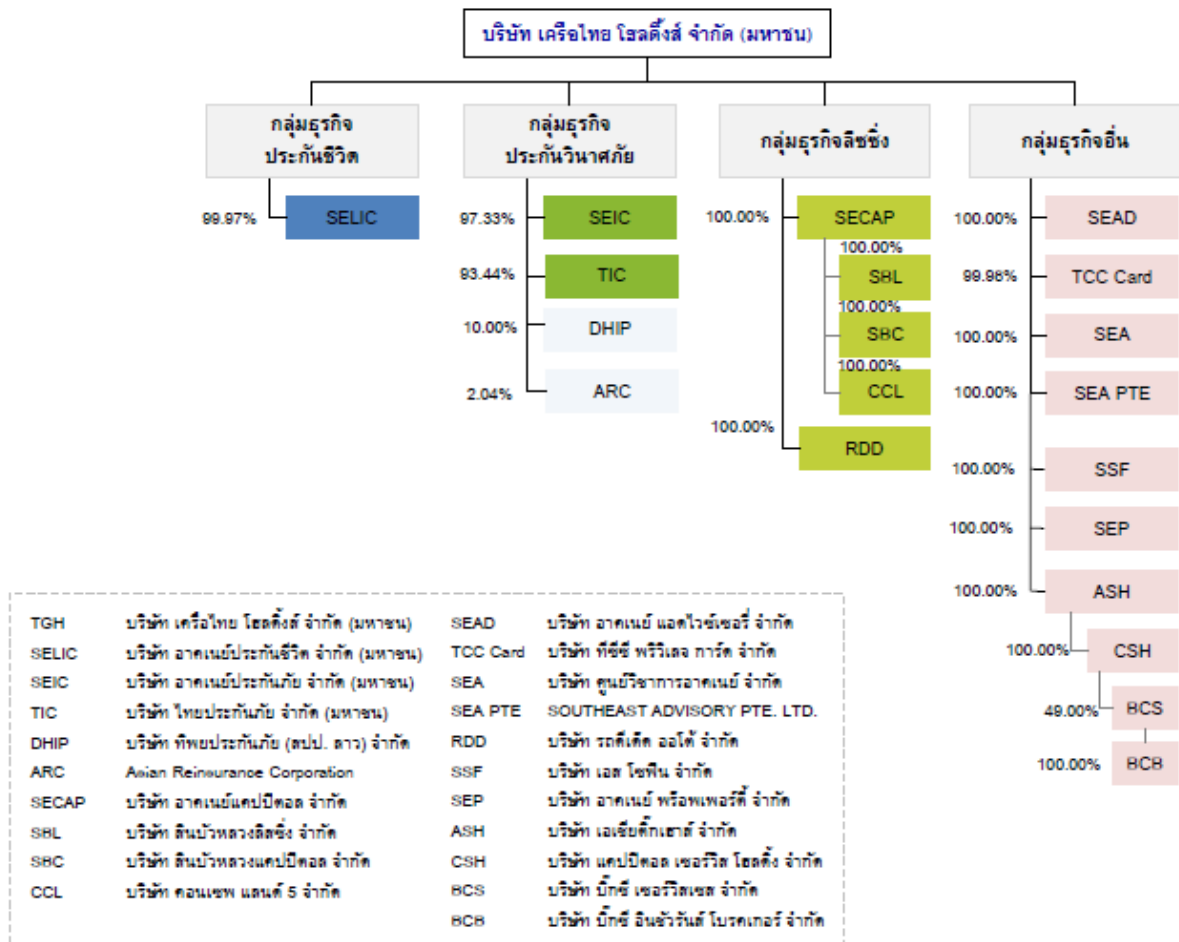 บริษัท เครือไทย โฮลดิ้งส์ จำกัด (มหาชน)
กลุ่มธุรกิจ
ประกันชีวิต
99.97% SELIC
กลุ่มธุรกิจ
ประกันวินาศภัย
97.33% SEIC
93.44% TIC
10.00% DHIP
2.04% ARC
กลุ่มธุรกิจลีซซิ่ง
100.00% SECAP
100.00%
SBL
100.00%
SBC
100.00%
CCL
100.00% RDD
กลุ่มธุรกิจอื่น
100.00% SEAD
99.98% TCC Card
100.00% SEA
100.00% SEA PTE
100.00% SSF
100.00% SEP
100.00% ASH
100.00% CSH
49.00% BCS
100.00% BCB
TGH บริษัท เครือไทย โฮลดิ้งส์ จำกัด (มหาชน)
SELIC บริษัท อาคเนย์ประกันชีวิต จำกัด (มหาชน)
SEIC บริษัท อาคเนย์ประกันภัย จำกัด (มหาชน)
TIC บริษัท ไทยประกันภัย จำกัด (มหาชน)
DHIP บริษัท ทิพยประกันภัย (สปป. ลาว) จำกัด
ARC Asian Reinsurance Corporation
SECAP บริษัท อาคเนย์แคปปิตอล จำกัด
SBL บริษัท สินบัวหลวงลิสซิ่ง จำกัด
SBC บริษัท สินบัวหลวงแคปปิตอล จำกัด
CCL บริษัท คอนเซพ แลนด์ 5 จำกัด
SEAD บริษัท อาคเนย์ แอดไวซ์เซอรี่ จำกัด
TCC Card บริษัท ทีซีซี พริวิเลจ การ์ด จำกัด
SEA บริษัท ศูนย์วิชาการอาคเนย์ จำกัด
SEA PTE SOUTHEAST ADVISORY PTE. LTD.
RDD บริษัท รถดีเด็ด ออโต้ จำกัด
SSF บริษัท เอส โซฟิน จำกัด
SEP บริษัท อาคเนย์ พร็อพเพอร์ตี้ จำกัด
ASH บริษัท เอเชียติ๊กเฮาส์ จำกัด
CSH บริษัท แคปปิตอล เซอร์วิส โฮลดิ้ง จำกัด
BCS บริษัท บิ๊กซี เซอร์วิสเซส จำกัด
BCB บริษัท บิ๊กซี อินชัวรันส์ โบรคเกอร์ จำกัด